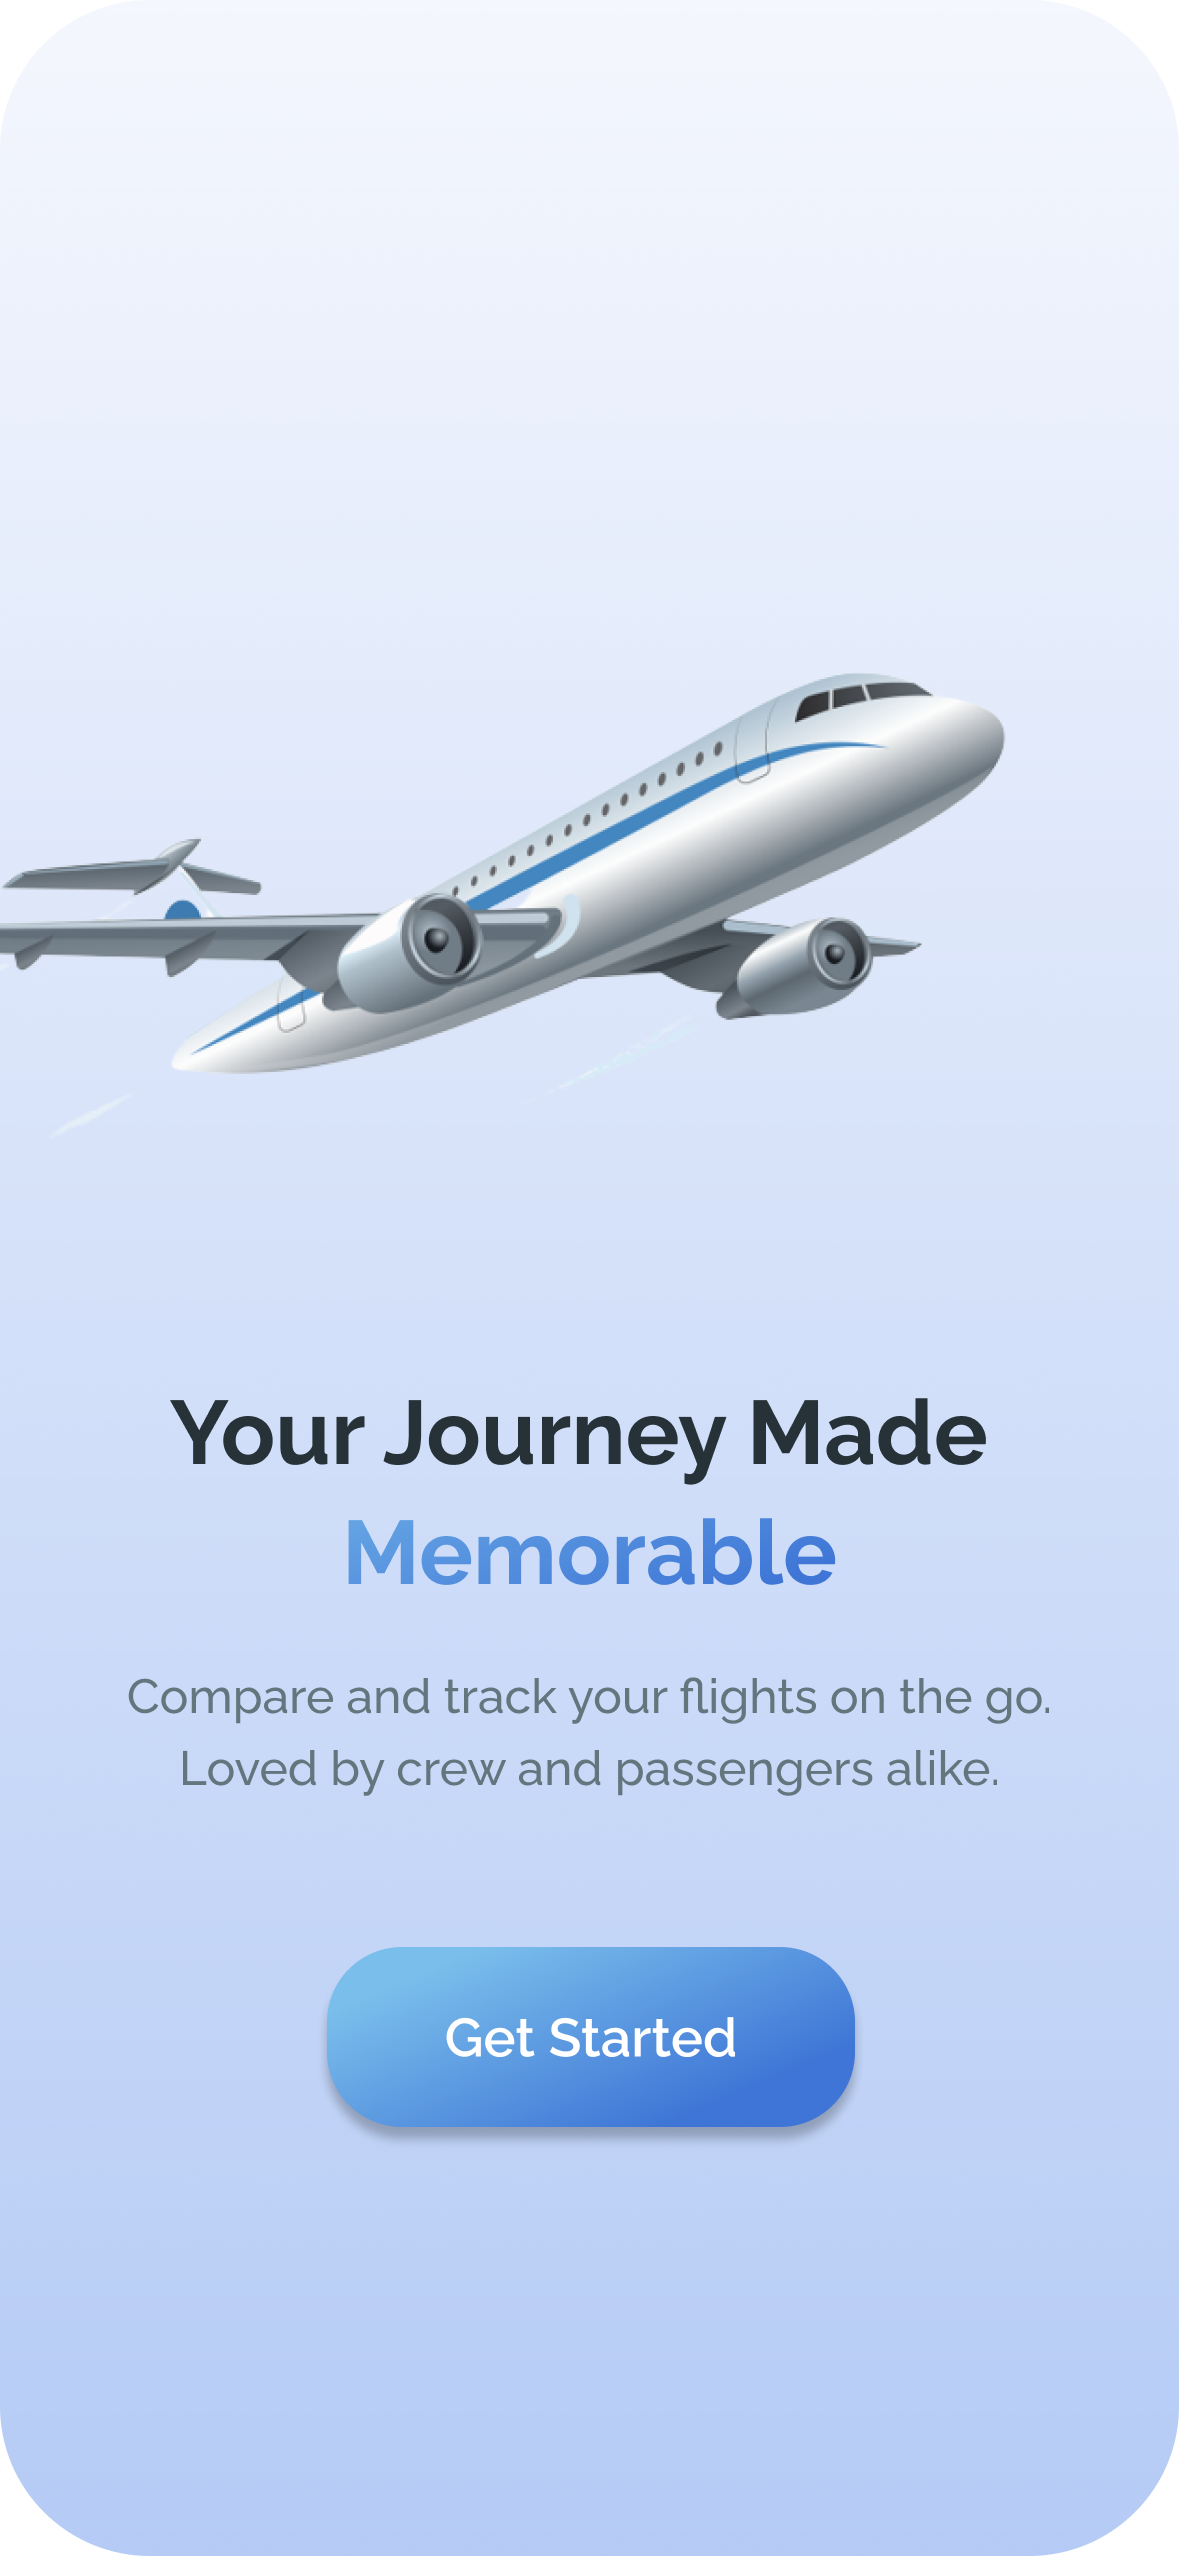 Your Journey Made
Memorable
Compare and track your flights on the go.
Loved by crew and passengers alike.
Get Started